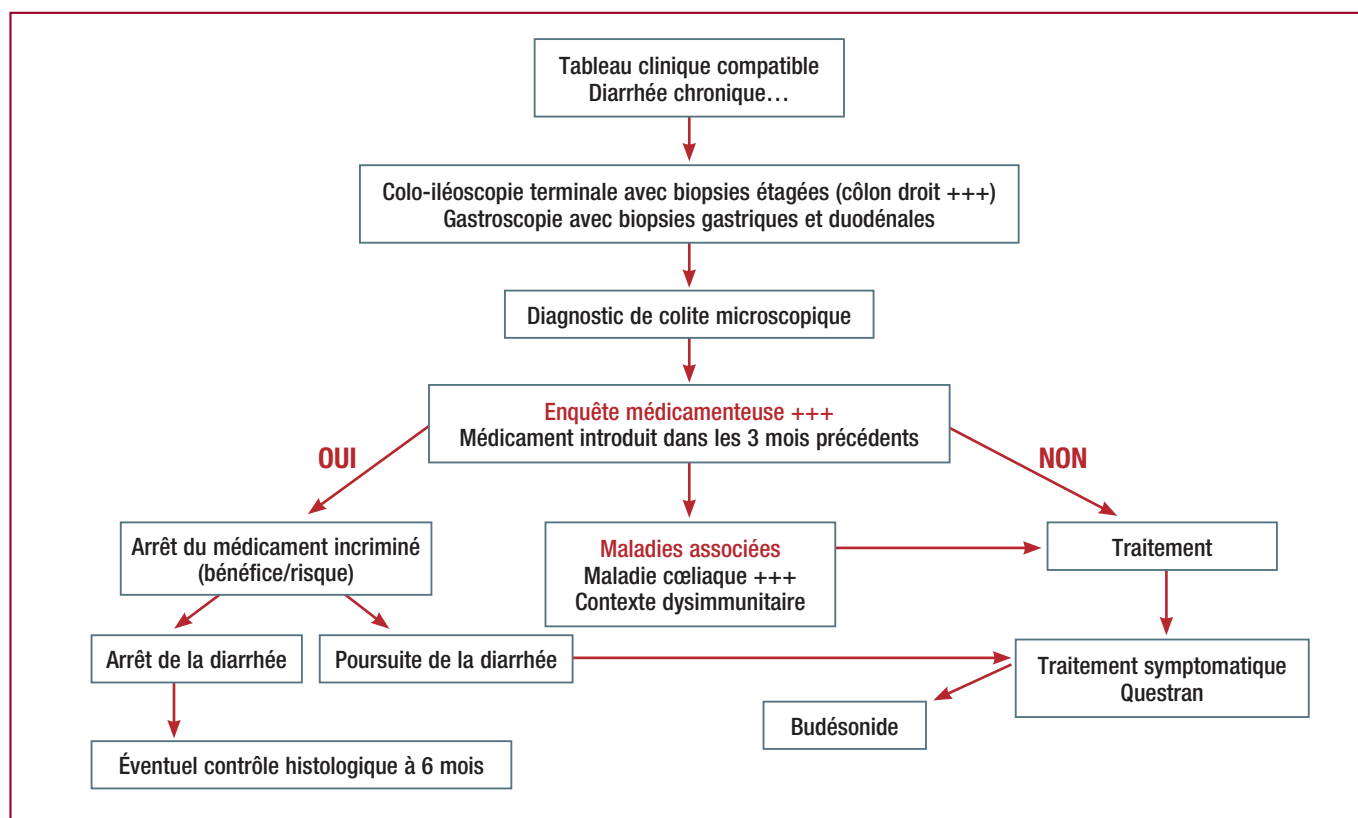 Tableau clinique compatible
Diarrhée chronique…
Colo-iléoscopie terminale avec biopsies étagées (côlon droit +++)
Gastroscopie avec biopsies gastriques et duodénales
Diagnostic de colite microscopique
Enquête médicamenteuse +++
Médicament introduit dans les 3 mois précédents
OUI
NON
Arrêt du médicament incriminé
(bénéfice/risque)
Maladies associées
Maladie cœliaque +++
Contexte dysimmunitaire
Traitement
Arrêt de la diarrhée
Poursuite de la diarrhée
Traitement symptomatique
Questran
Budésonide
Éventuel contrôle histologique à 6 mois